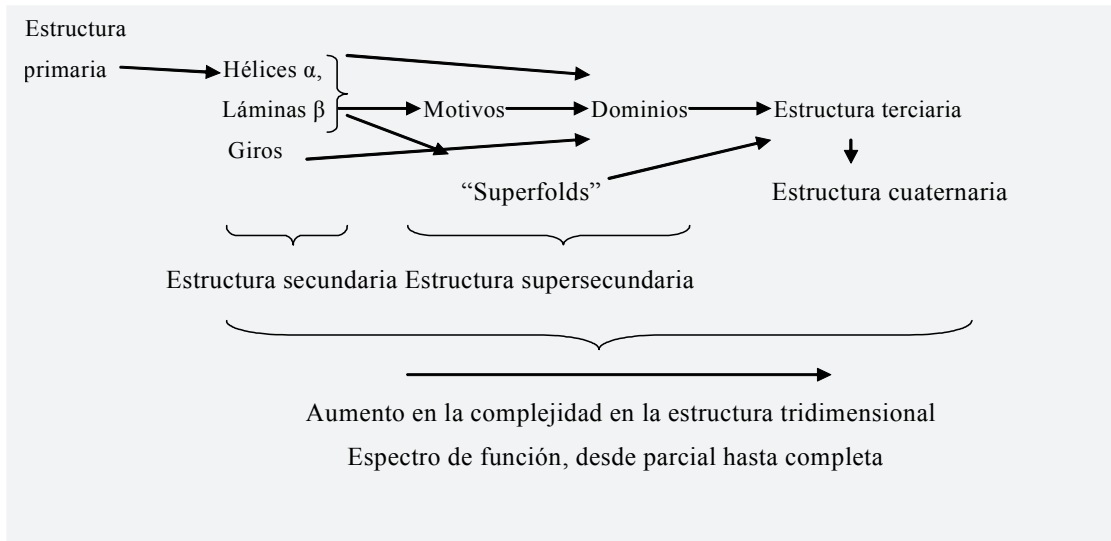 Estructura
primaria
Hélices α,
Láminas β
Motivos
Dominios
Estructura terciaria
Giros
“Superfolds”
Estructura cuaternaria
Estructura secundaria
Estructura supersecundaria
Aumento en la complejidad en la estructura tridimensional
Espectro de función, desde parcial hasta completa